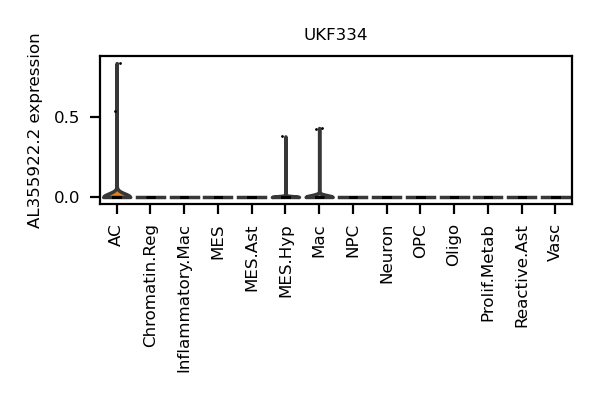 UKF334
AL355922.2 expression
0.5
0.0
AC
Chromatin.Reg
Inflammatory.Mac
MES
MES.Ast
MES.Hyp
Mac
NPC
Neuron
OPC
Oligo
Prolif.Metab
Reactive.Ast
Vasc